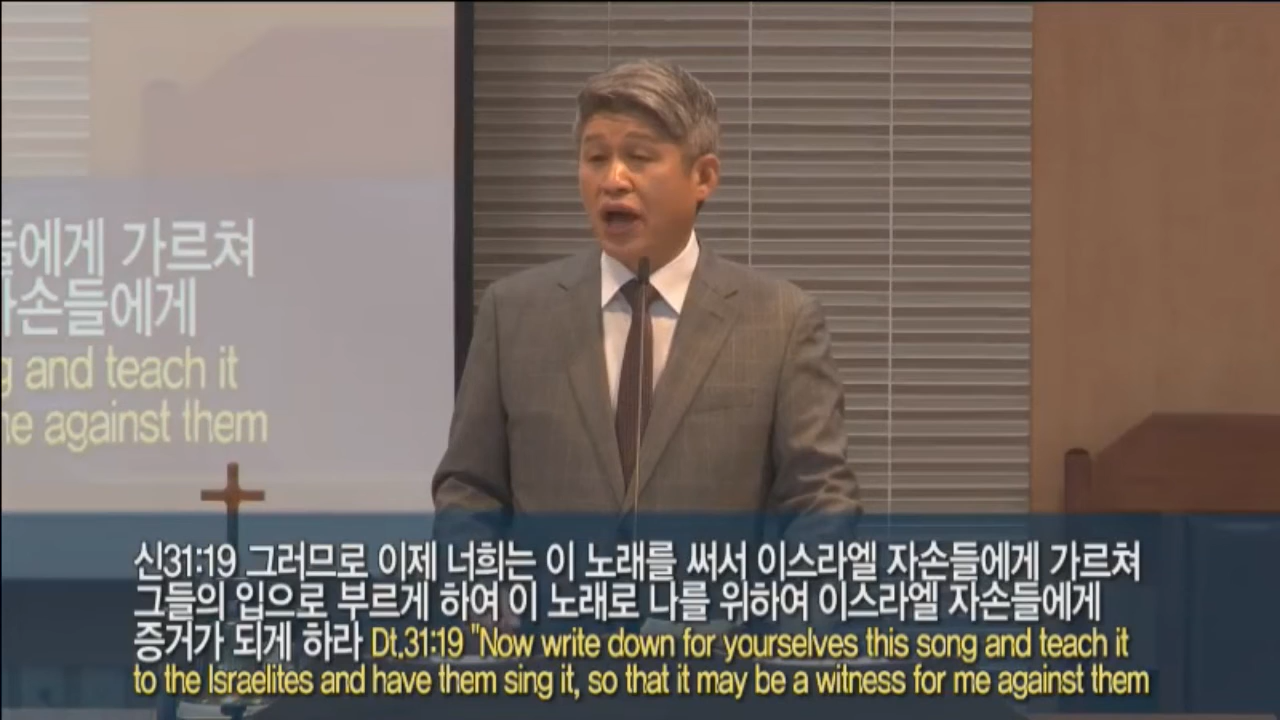 들에게 가르쳐
자손들에게
g and teach it
me against them
신31:19 그러므로 이제 너희는 이 노래를 써서 이스라엘 자손들에게 가르쳐
그들의 입으로 부르게 하여 이 노래로 나를 위하여 이스라엘 자손들에게
증거가 되게 하라 Dt.31:19 "Now write down for yourselves this song and teach it
to the Israelites and have them sing it, so that it may be a witness for me against them